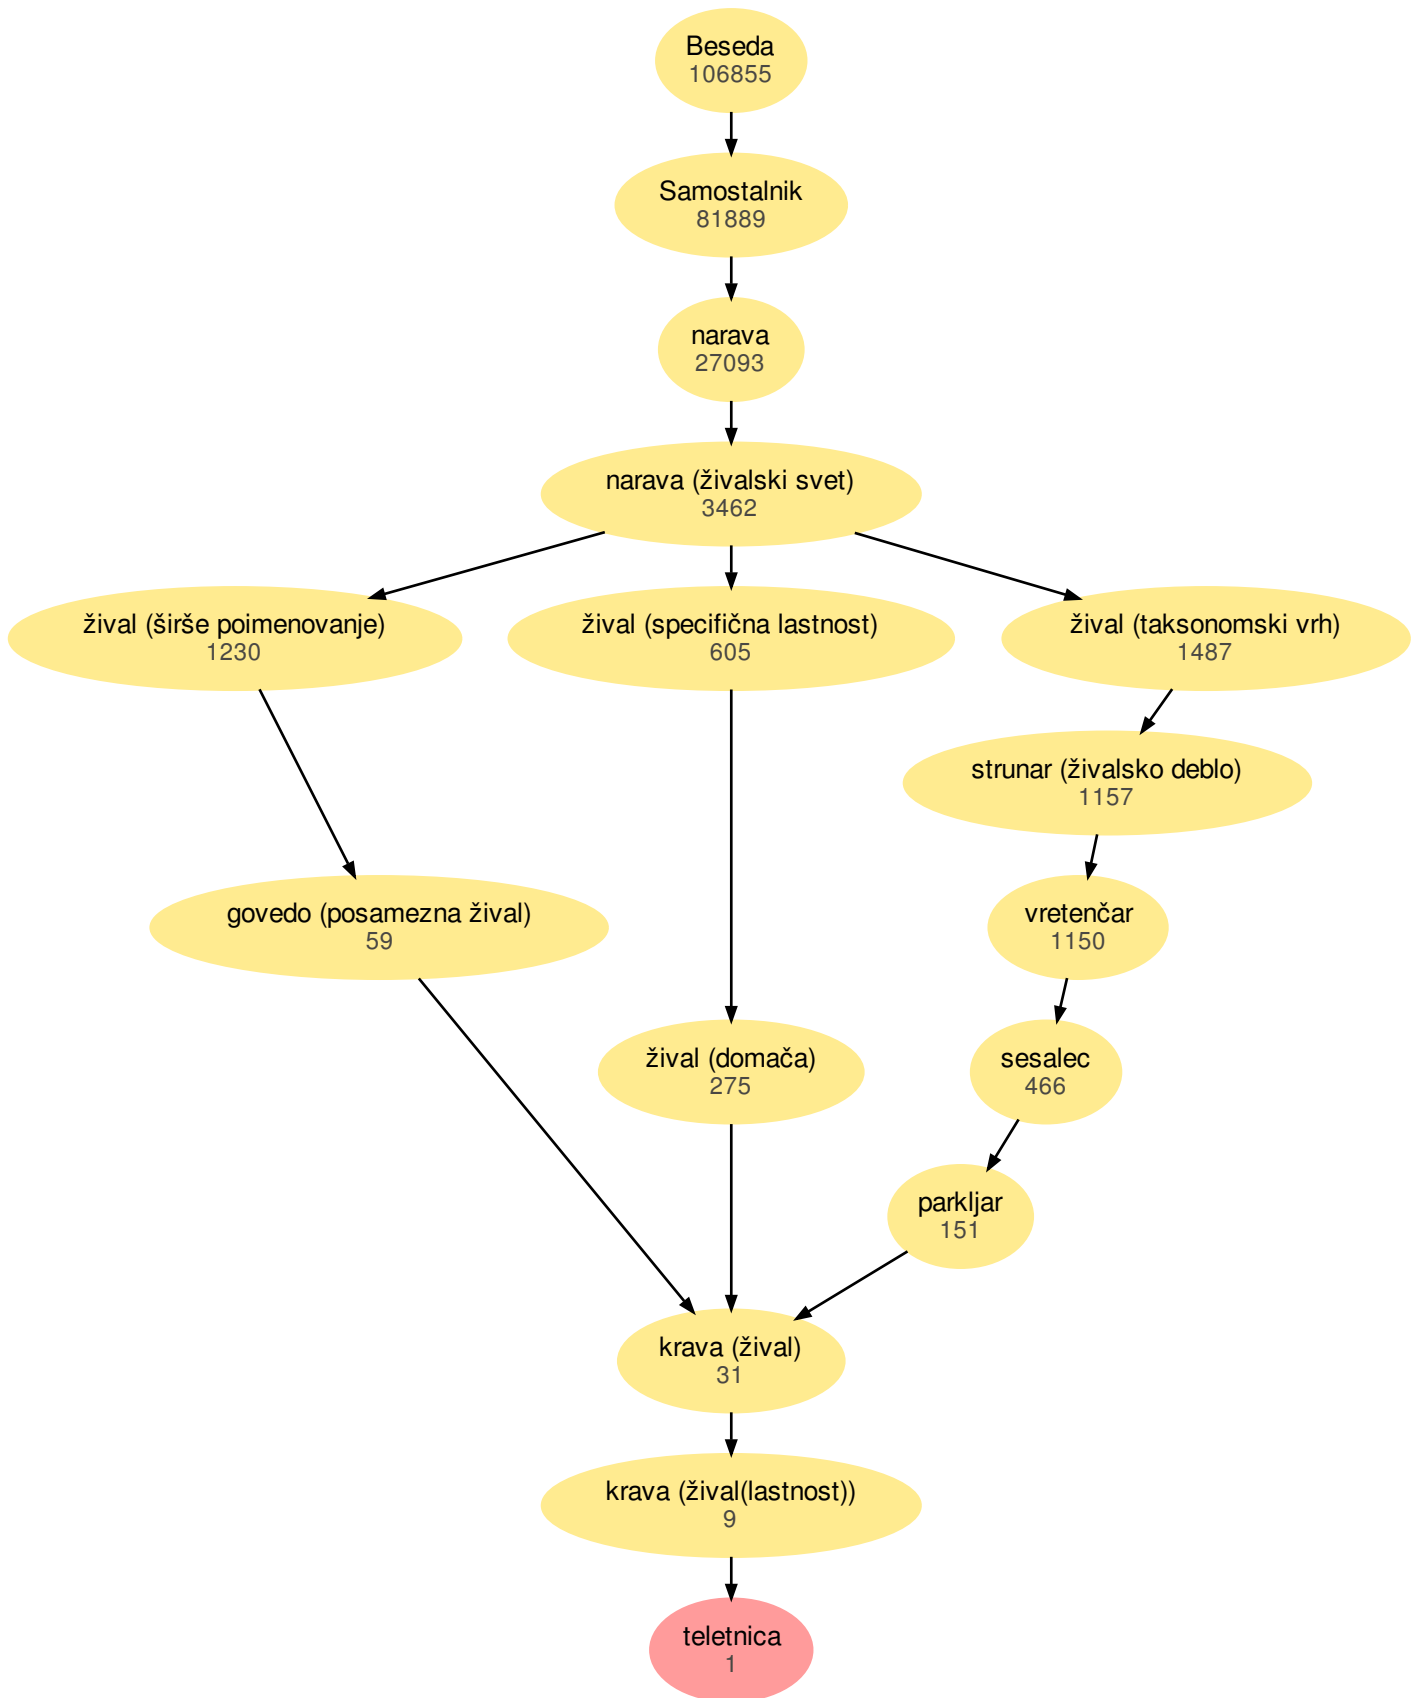 Beseda
106855
Samostalnik
81889
narava
27093
narava (živalski svet)
3462
žival (širše poimenovanje)
1230
žival (specifična lastnost)
605
žival (taksonomski vrh)
1487
strunar (živalsko deblo)
1157
govedo (posamezna žival)
59
vretenčar
1150
žival (domača)
275
sesalec
466
parkljar
151
krava (žival)
31
krava (žival(lastnost))
9
teletnica
1